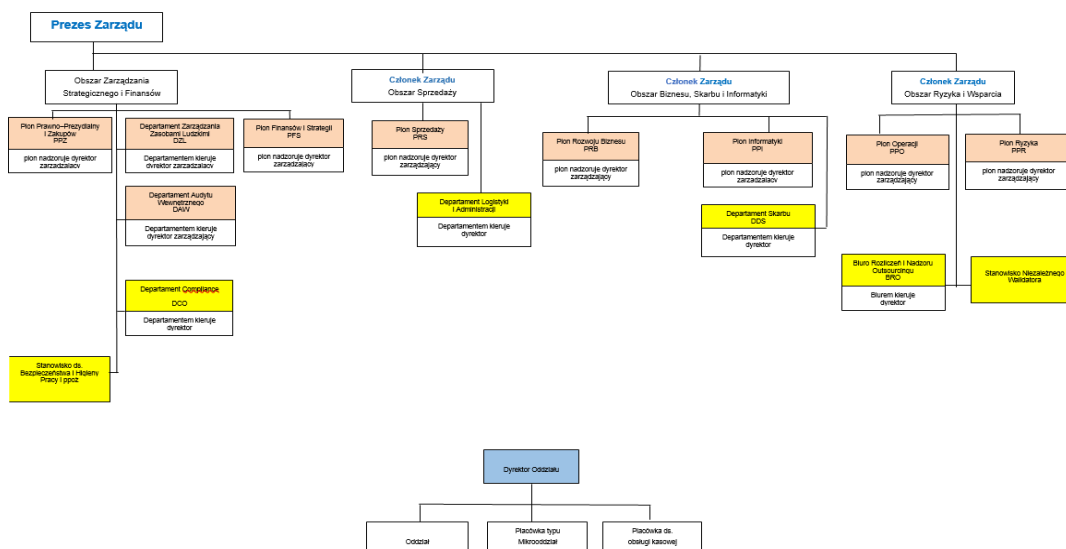 Prezes Zarządu
Obszar Zarządzania
Strategicznego i Finansów
Członek Zarządu
Obszar Sprzedaży
Członek Zarządu
Obszar Biznesu, Skarbu i Informatyki
Członek Zarządu
Obszar Ryzyka i Wsparcia
Pion Prawno–Prezydialny
i Zakupów
PPZ
pion nadzoruje dyrektor
zarządzający
Departament Zarządzania
Zasobami Ludzkimi
DZL
Departamentem kieruje
dyrektor zarządzający
Pion Finansów i Strategii
PFS
pion nadzoruje dyrektor
zarządzający
Pion Sprzedaży
PRS
pion nadzoruje dyrektor
zarządzający
Pion Rozwoju Biznesu
PRB
pion nadzoruje dyrektor
zarządzający
Pion Informatyki
PPI
pion nadzoruje dyrektor
zarządzający
Pion Operacji
PPO
pion nadzoruje dyrektor
zarządzający
Pion Ryzyka
PPR
pion nadzoruje dyrektor
zarządzający
Departament Audytu
Wewnętrznego
DAW
Departamentem kieruje
dyrektor zarządzający
Departament Logistyki
i Administracji
Departamentem kieruje
dyrektor
Departament Skarbu
DDS
Departamentem kieruje
dyrektor
Departament Compliance
DCO
Departamentem kieruje
dyrektor
Biuro Rozliczeń i Nadzoru
Outsourcingu
BRO
Biurem kieruje
dyrektor
Stanowisko Niezależnego
Walidatora
Stanowisko ds.
Bezpieczeństwa i Higieny
Pracy i ppoż
Dyrektor Oddziału
Oddział
Placówka typu
Mikrooddział
Placówka ds.
obsługi kasowej